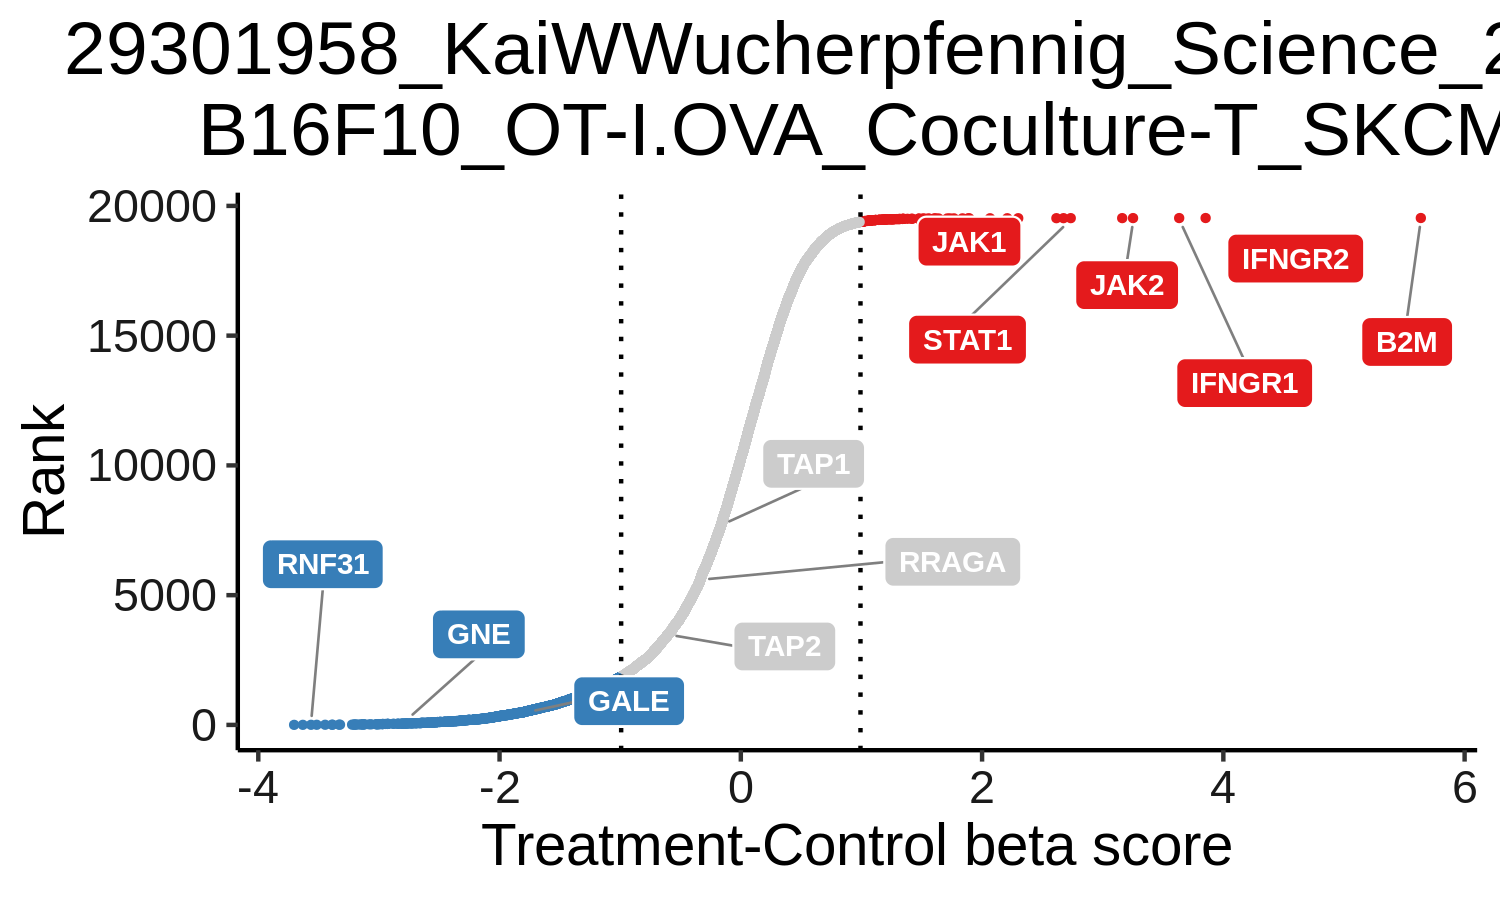 29301958_KaiWWucherpfennig_Science_2
B16F10_OT-I.OVA_Coculture-T_SKCM
20000
15000
10000
5000
0
Rank
JAK1
IFNGR2
JAK2
STAT1
B2M
IFNGR1
TAP1
RRAGA
RNF31
GNE
TAP2
GALE
-4 -2 0 2 4 6
Treatment-Control beta score